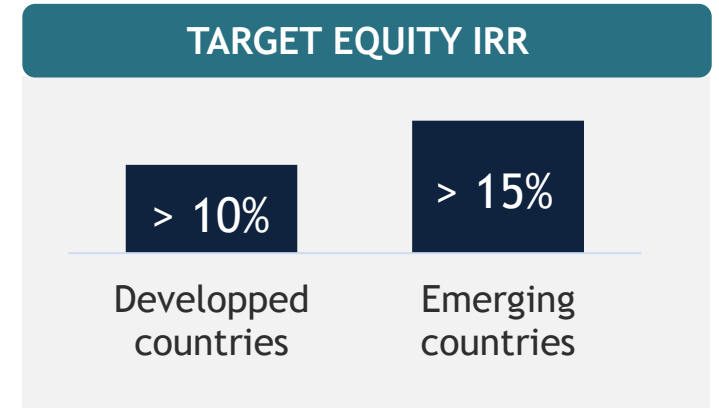 TARGET EQUITY IRR
> 10%
> 15%
Developped
countries
Emerging
countries